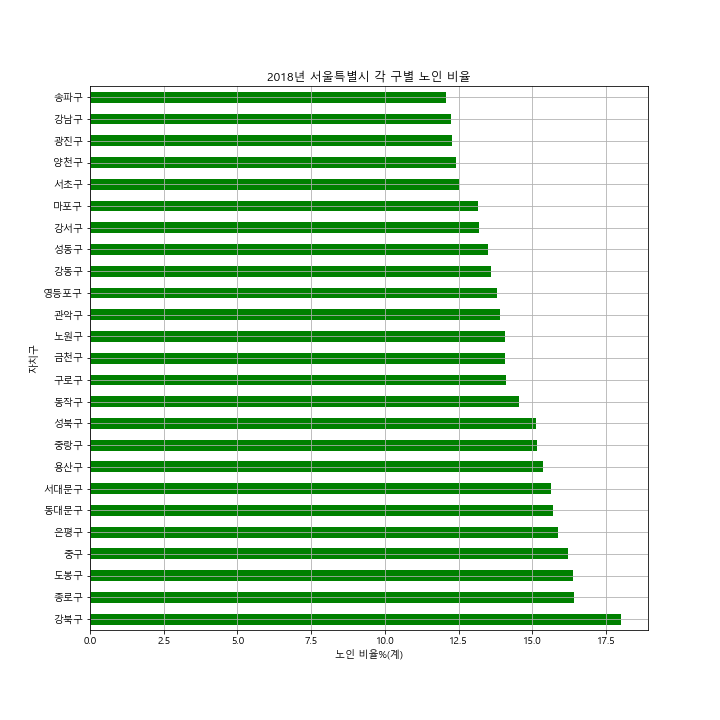 2018년 서울특별시 각 구별 노인 비율
송파구
강남구
광진구
양천구
서초구
마포구
강서구
성동구
강동구
영등포구
관악구
노원구
금천구
구로구
동작구
성북구
중랑구
용산구
서대문구
동대문구
은평구
중구
도봉구
종로구
강북구
자치구
0.0 2.5 5.0 7.5 10.0 12.5 15.0 17.5
노인 비율%(계)